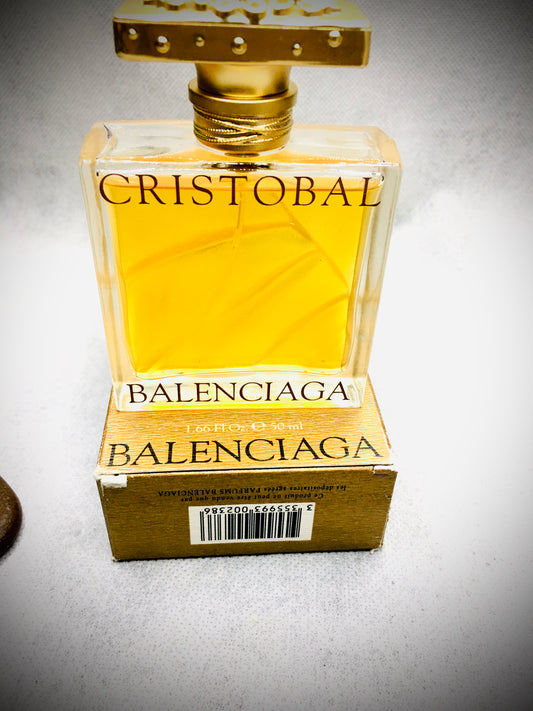 CRISTOBAL
BALENCIAGA
1.66 Fl Oz. ℮ 50 ml
BALENCIAGA
Ce produit ne peut être vendu que par
les dépositaires agréés PARFUMS BALENCIAGA
3 355993 002386